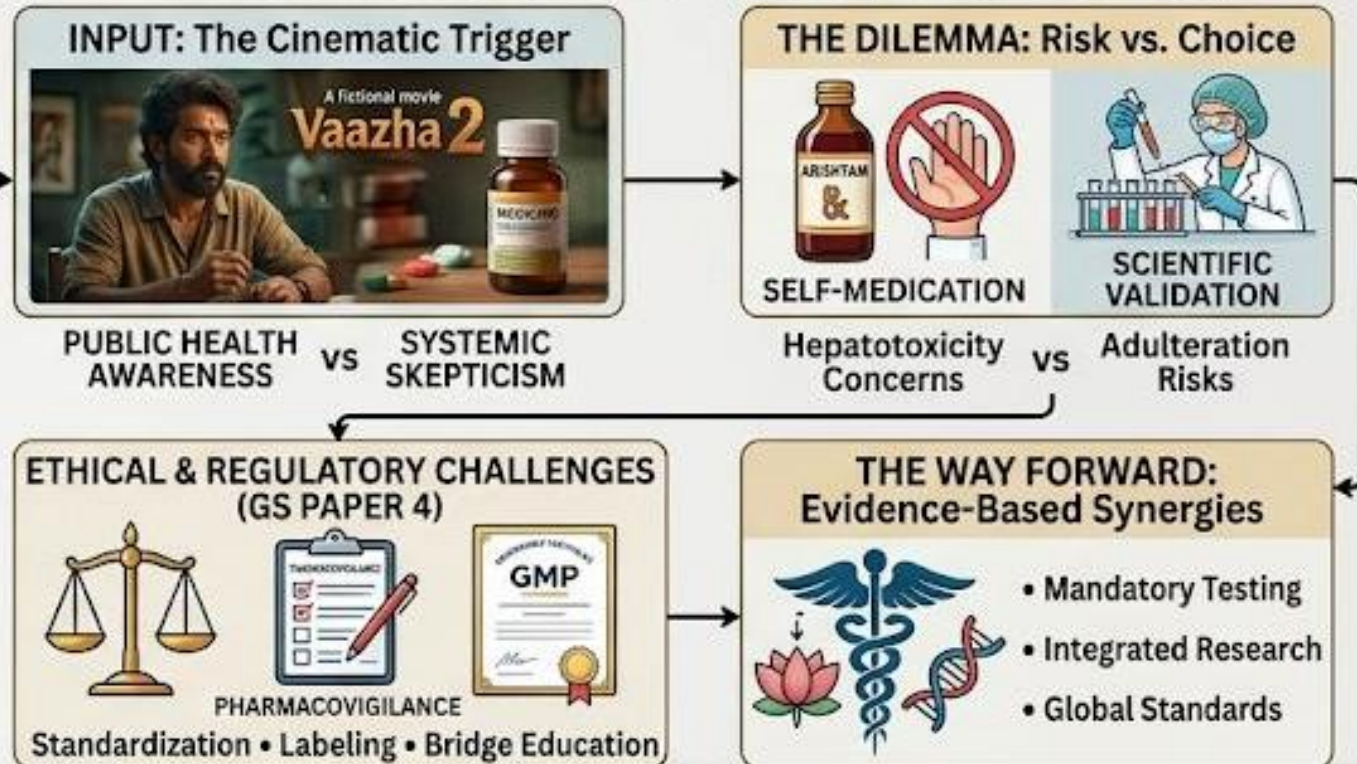 INPUT: The Cinematic Trigger
A fictional movie
Vaazha 2
PUBLIC HEALTH AWARENESS
vs
SYSTEMIC SKEPTICISM
THE DILEMMA: Risk vs. Choice
ARISHTAM
SELF-MEDICATION
SCIENTIFIC
VALIDATION
Hepatotoxicity
Concerns
vs
Adulteration
Risks
ETHICAL & REGULATORY CHALLENGES
(GS PAPER 4)
GMP
PHARMACOVIGILANCE
Standardization • Labeling • Bridge Education
THE WAY FORWARD:
Evidence-Based Synergies
• Mandatory Testing
• Integrated Research
• Global Standards